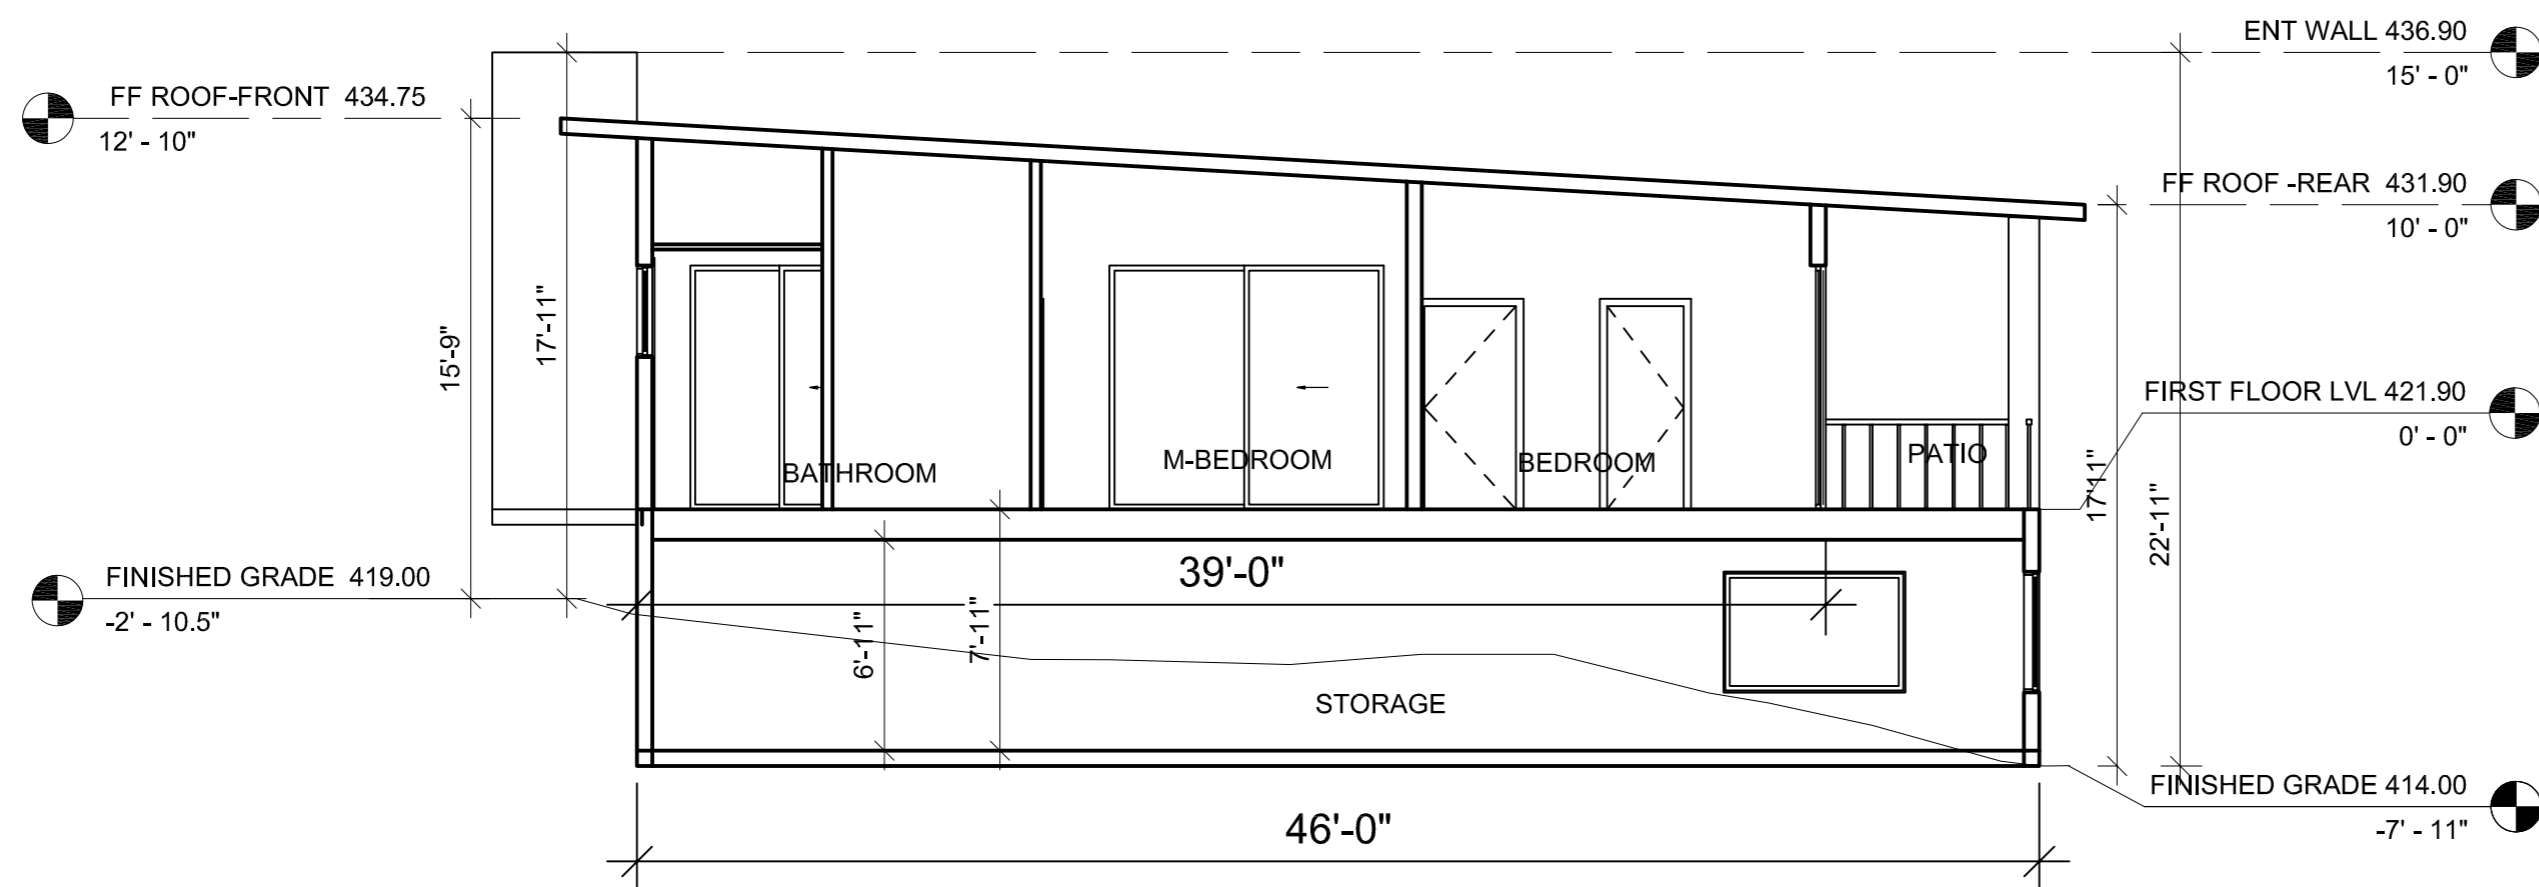 ENT WALL 436.90
15' - 0"
FF ROOF-FRONT  434.75
12' - 10"
FF ROOF -REAR  431.90
10' - 0"
17'-11"
15'-9"
FIRST FLOOR LVL 421.90
0' - 0"
BATHROOM
M-BEDROOM
BEDROOM
PATIO
17'11"
22'-11"
39'-0"
FINISHED GRADE  419.00
-2' - 10.5"
6'-11"
7'-11"
STORAGE
FINISHED GRADE 414.00
-7' - 11"
46'-0"